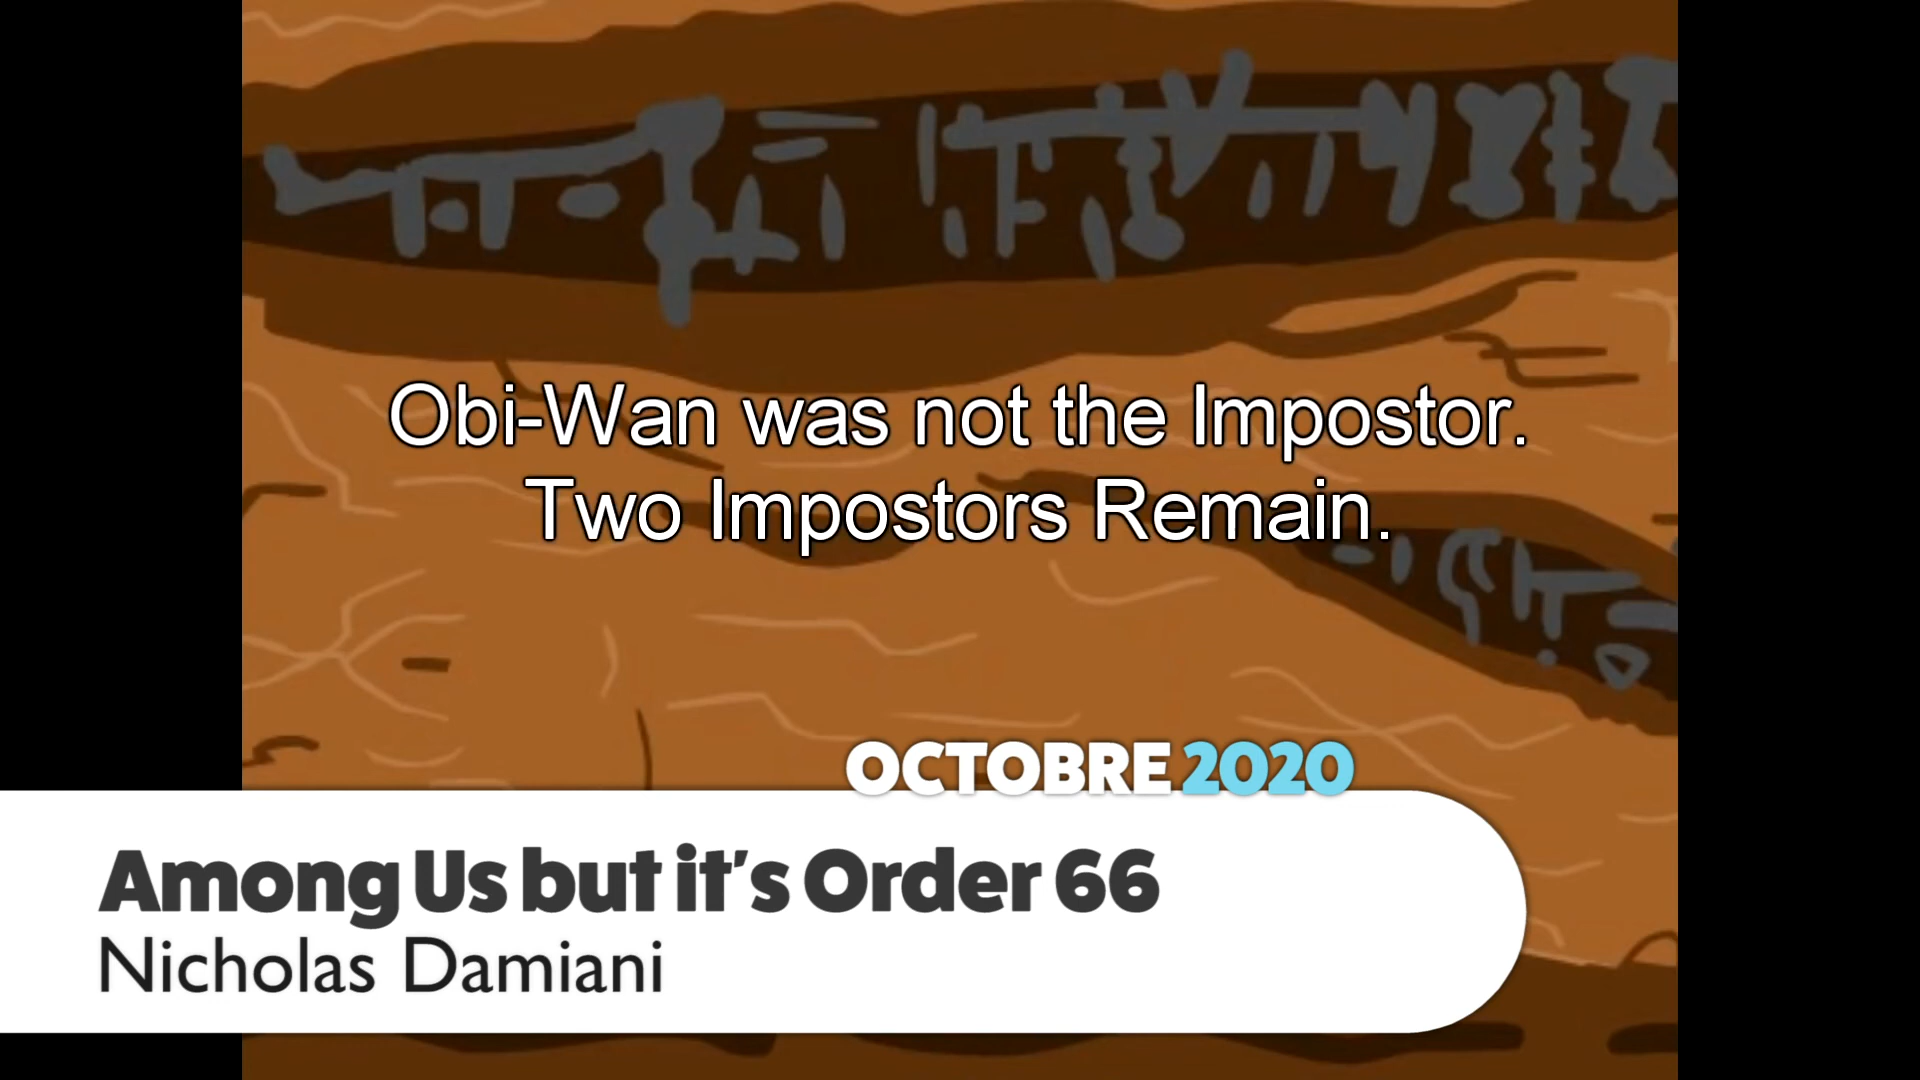 Obi-Wan was not the Impostor.
Two Impostors Remain.
OCTOBRE 2020
Among Us but it's Order 66
Nicholas Damiani